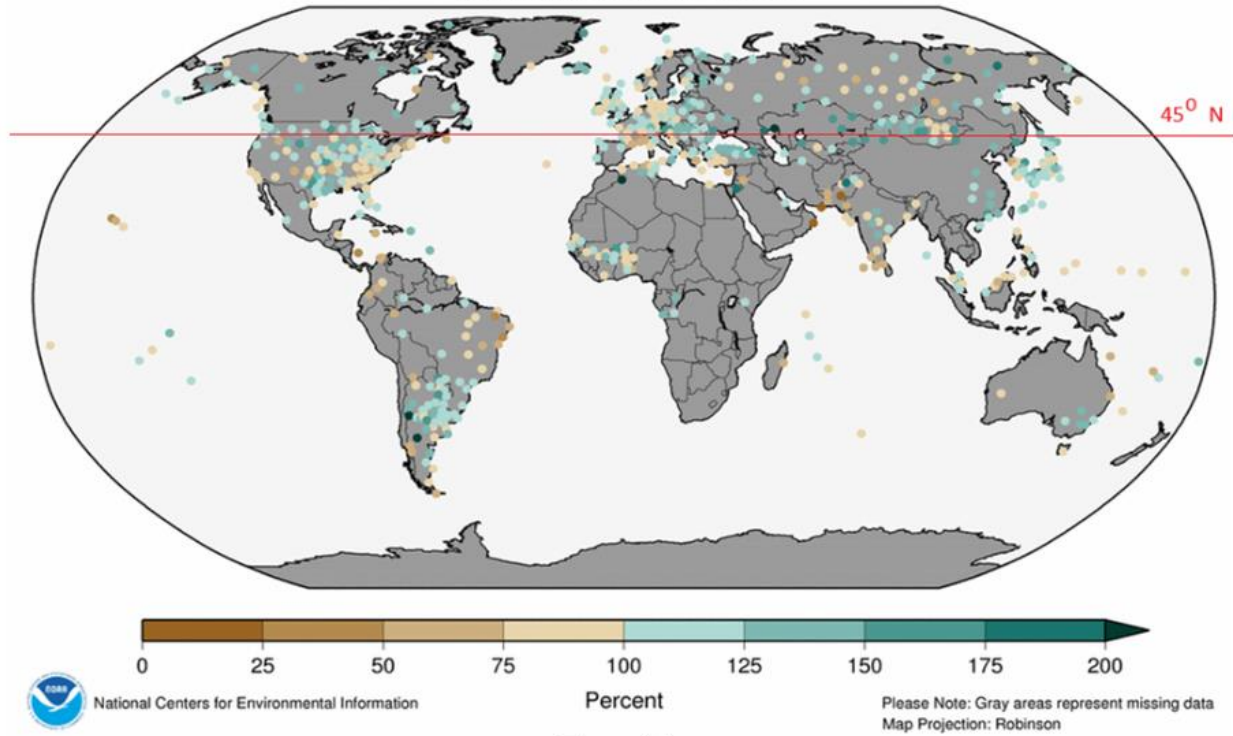 45⁰ N
0 25 50 75 100 125 150 175 200
Percent
NOAA
National Centers for Environmental Information
Please Note: Gray areas represent missing data
Map Projection: Robinson